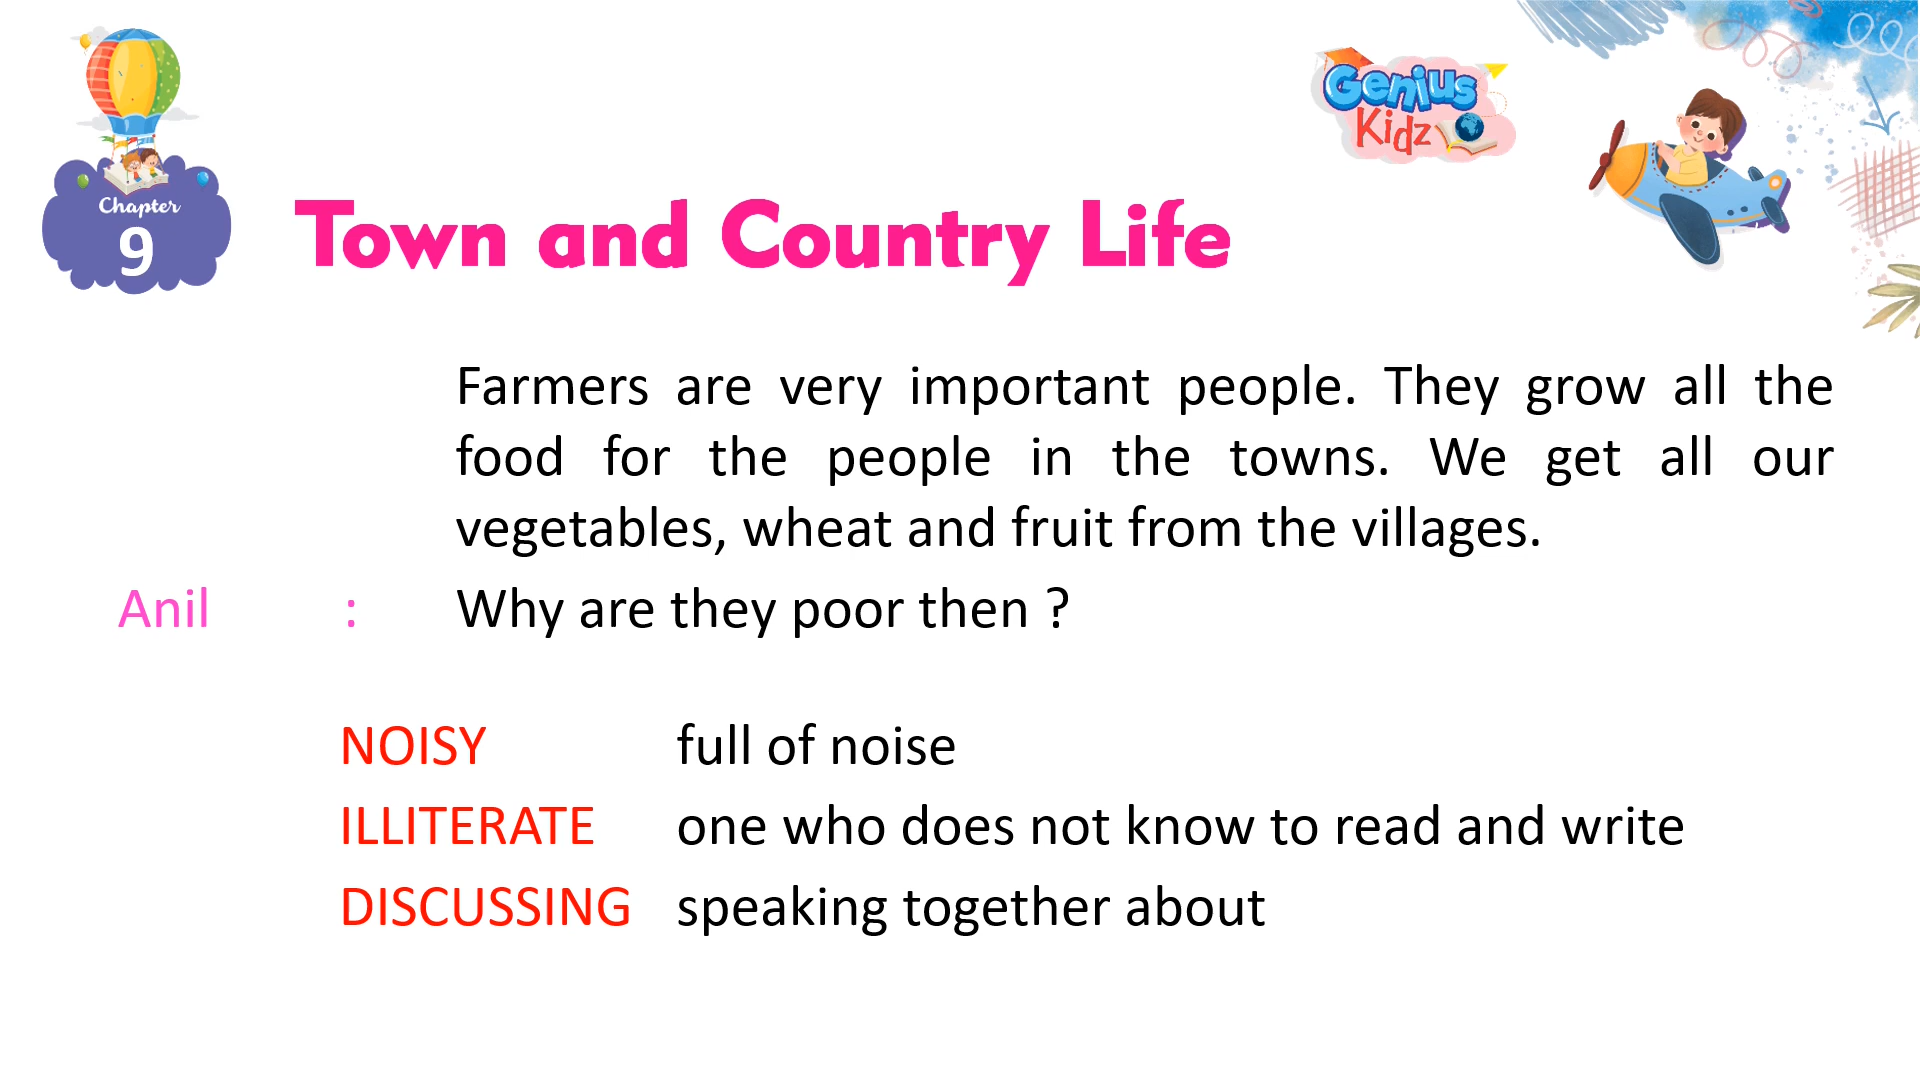 Genius
Kidz
Chapter
9
Town and Country Life
Farmers are very important people. They grow all the
food for the people in the towns. We get all our
vegetables, wheat and fruit from the villages.
Anil : Why are they poor then ?
NOISY full of noise
ILLITERATE one who does not know to read and write
DISCUSSING speaking together about